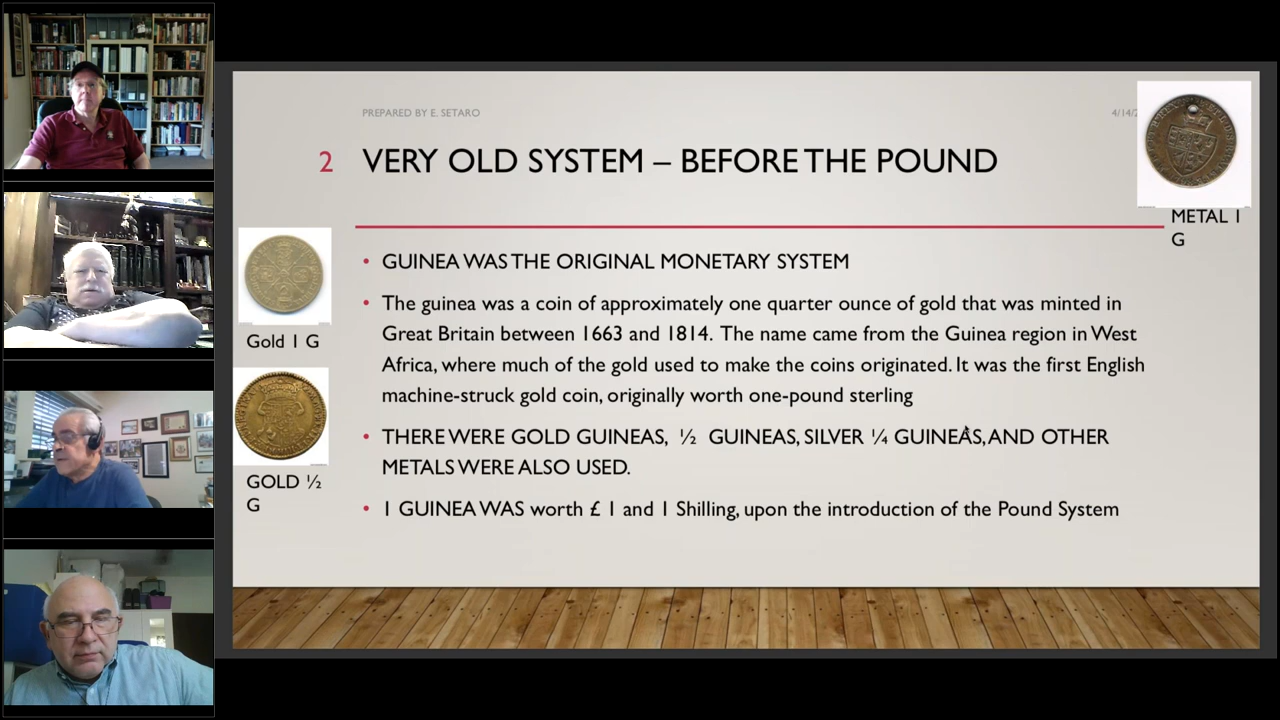 PREPARED BY E. SETARO
4/14/2
2
VERY OLD SYSTEM – BEFORE THE POUND
METAL 1
G
Gold 1 G
GOLD ½
G
• GUINEA WAS THE ORIGINAL MONETARY SYSTEM
• The guinea was a coin of approximately one quarter ounce of gold that was minted in
Great Britain between 1663 and 1814. The name came from the Guinea region in West
Africa, where much of the gold used to make the coins originated. It was the first English
machine-struck gold coin, originally worth one-pound sterling
• THERE WERE GOLD GUINEAS, ½ GUINEAS, SILVER ¼ GUINEAS, AND OTHER
METALS WERE ALSO USED.
• 1 GUINEA WAS worth £ 1 and 1 Shilling, upon the introduction of the Pound System